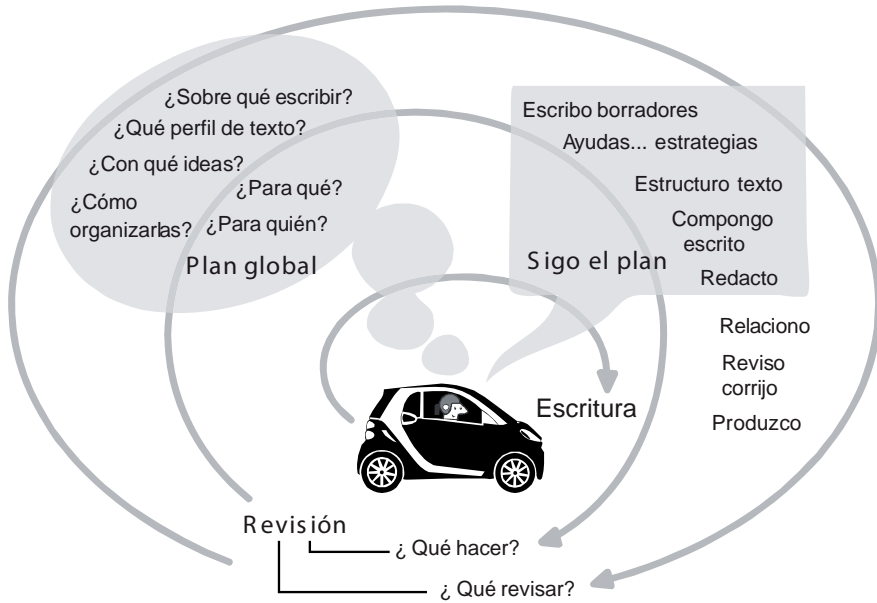 ¿Sobre qué escribir?
¿Qué perfil de texto?
¿Con qué ideas?
¿Para qué?
¿Cómo
organizarlas?
¿Para quién?
Plan global
Escribo borradores
Ayudas... estrategias
Estructuro texto
Compongo
escrito
Sigo el plan
Redacto
Relaciono
Reviso
corrijo
Produzco
Escritura
Revisión
¿ Qué hacer?
¿ Qué revisar?